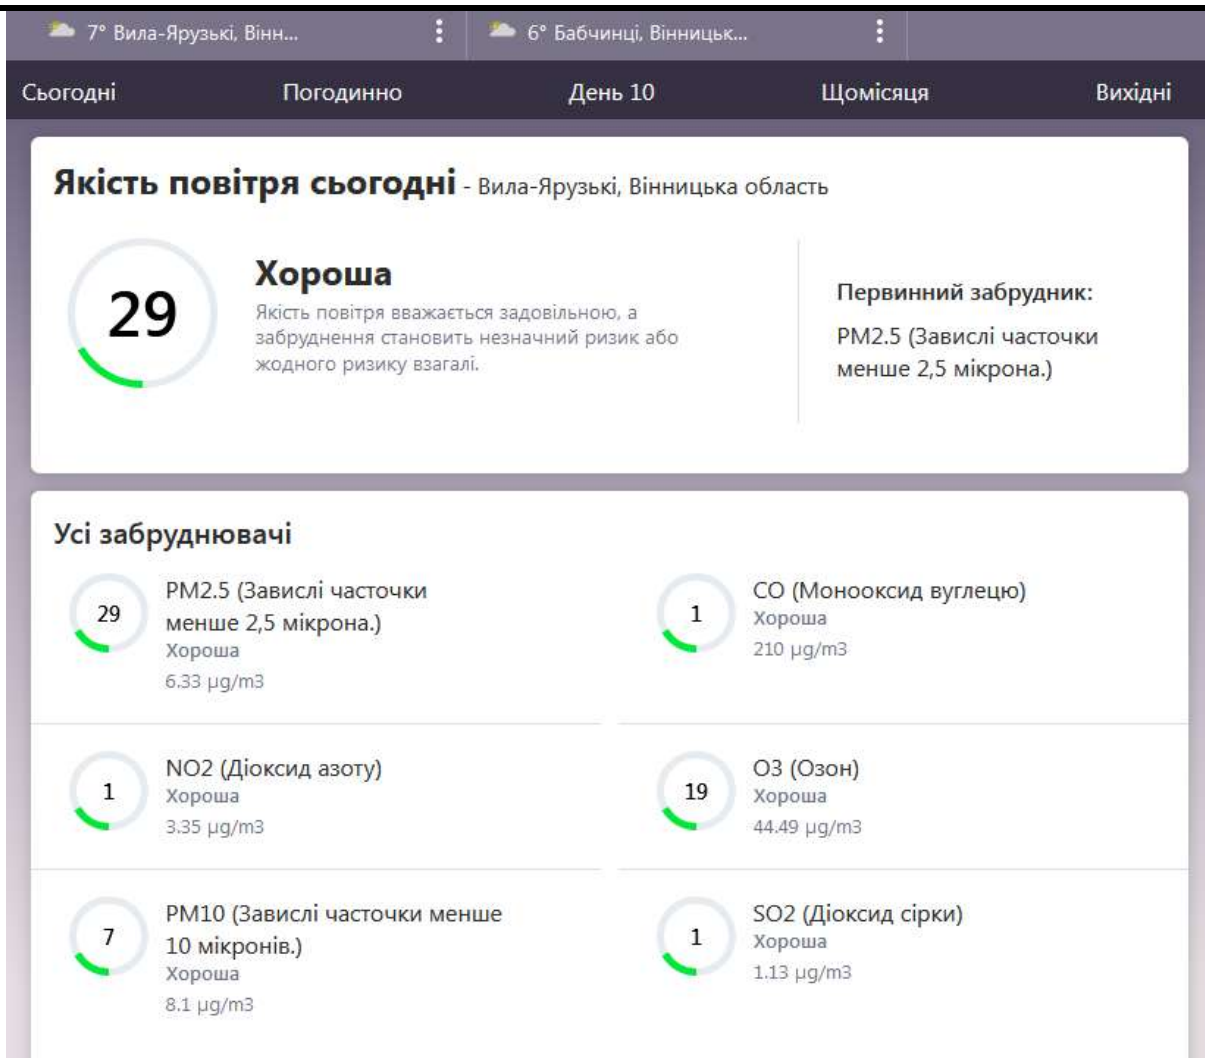 7° Вила-Ярузькі, Вінн...
6° Бабчинці, Вінницьк...
Сьогодні Погодинно День 10 Щомісяця Вихідні
Якість повітря сьогодні - Вила-Ярузькі, Вінницька область
29
Хороша
Якість повітря вважається задовільною, а
забруднення становить незначний ризик або
жодного ризику взагалі.
Первинний забрудник:
PM2.5 (Завислі часточки
менше 2,5 мікрона.)
Усі забруднювачі
29
PM2.5 (Завислі часточки
менше 2,5 мікрона.)
Хороша
6.33 µg/m3
1
CO (Монооксид вуглецю)
Хороша
210 µg/m3
1
NO2 (Діоксид азоту)
Хороша
3.35 µg/m3
19
O3 (Озон)
Хороша
44.49 µg/m3
7
PM10 (Завислі часточки менше
10 мікронів.)
Хороша
8.1 µg/m3
1
SO2 (Діоксид сірки)
Хороша
1.13 µg/m3